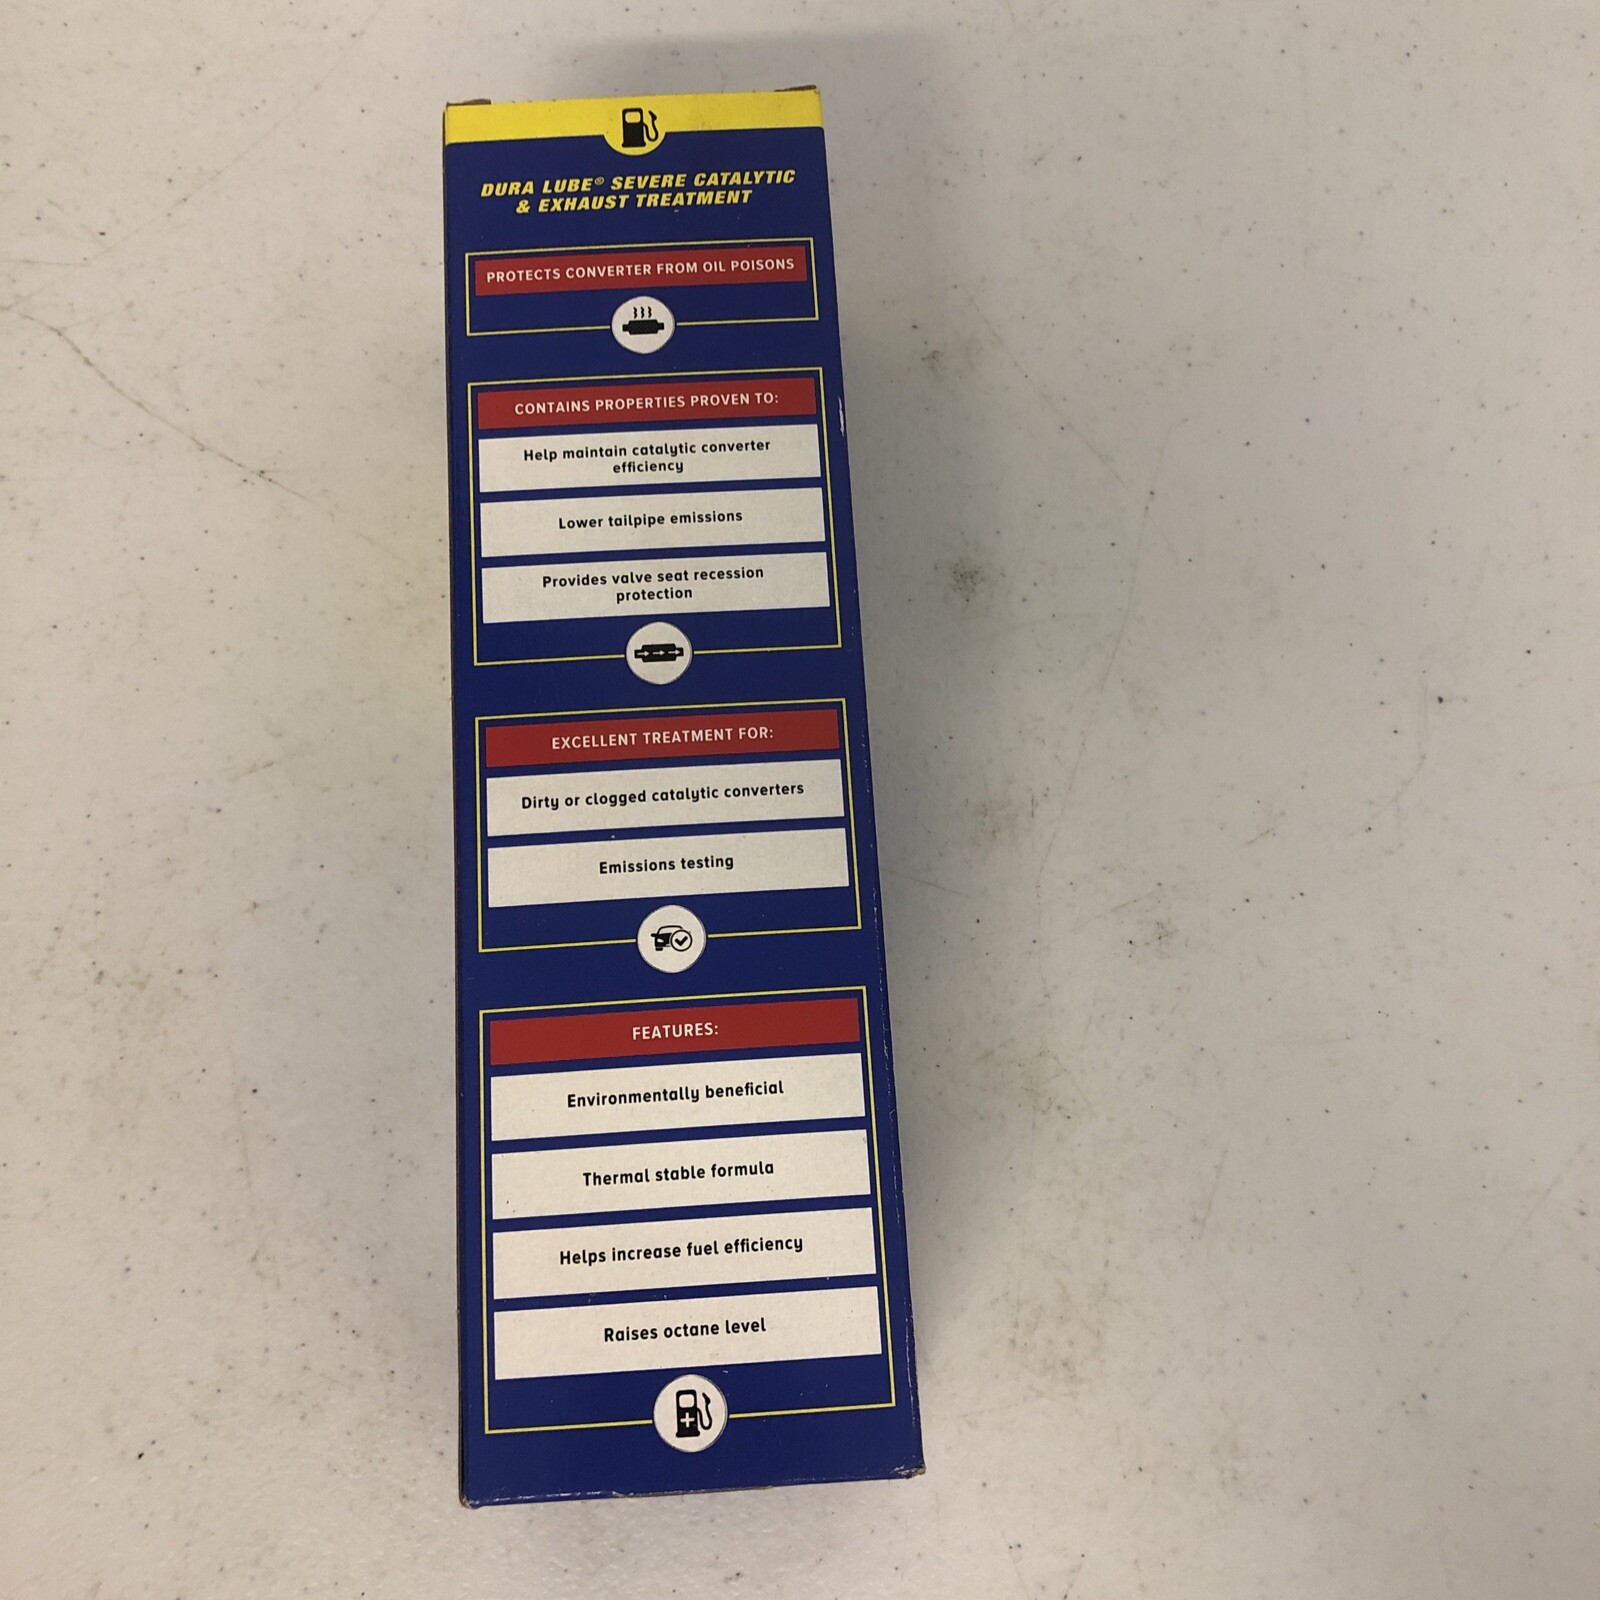 DURA LUBE® SEVERE CATALYTIC
& EXHAUST TREATMENT
PROTECTS CONVERTER FROM OIL POISONS
CONTAINS PROPERTIES PROVEN TO:
Help maintain catalytic converter
efficiency
Lower tailpipe emissions
Provides valve seat recession
protection
EXCELLENT TREATMENT FOR:
Dirty or clogged catalytic converters
Emissions testing
FEATURES:
Environmentally beneficial
Thermal stable formula
Helps increase fuel efficiency
Raises octane level